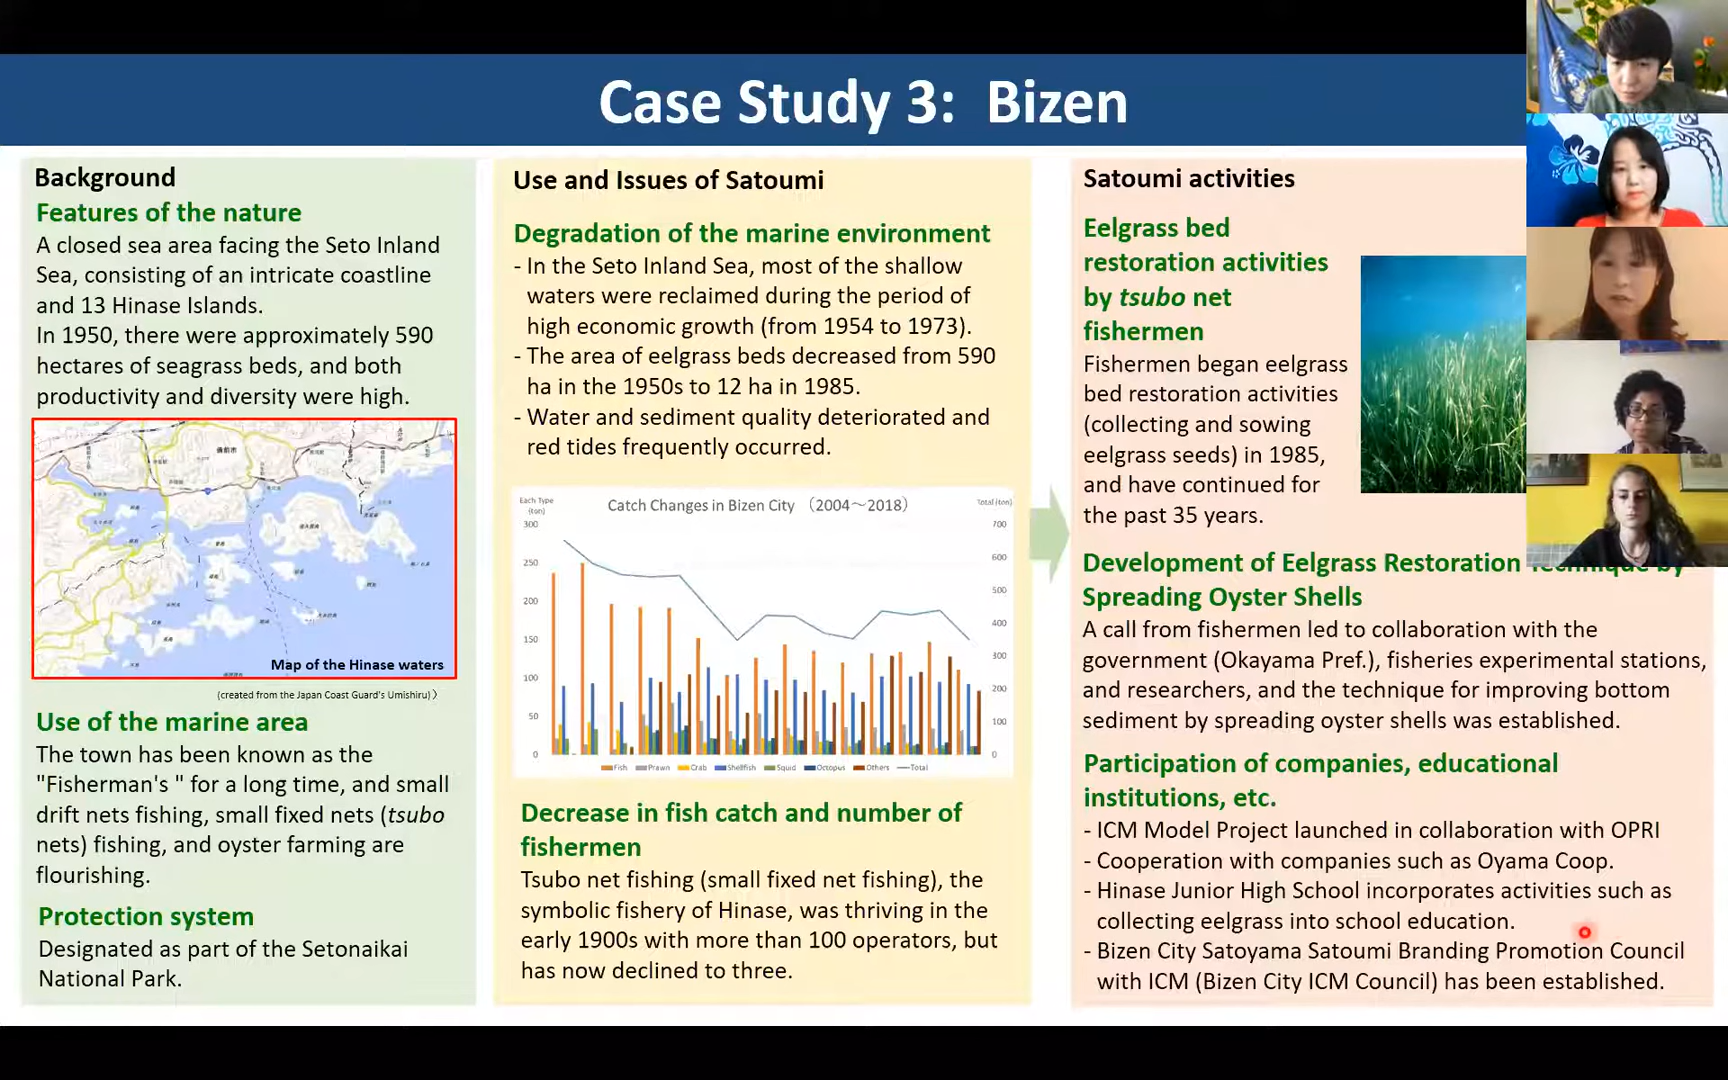 Case Study 3: Bizen
Background
Features of the nature
A closed sea area facing the Seto Inland
Sea, consisting of an intricate coastline
and 13 Hinase Islands.
In 1950, there were approximately 590
hectares of seagrass beds, and both
productivity and diversity were high.
備前市
Map of the Hinase waters
(created from the Japan Coast Guard's Umishiru) 》
Use of the marine area
The town has been known as the
"Fisherman's " for a long time, and small
drift nets fishing, small fixed nets (tsubo
nets) fishing, and oyster farming are
flourishing.
Protection system
Designated as part of the Setonaikai
National Park.
Use and Issues of Satoumi
Degradation of the marine environment
- In the Seto Inland Sea, most of the shallow
waters were reclaimed during the period of
high economic growth (from 1954 to 1973).
- The area of eelgrass beds decreased from 590
ha in the 1950s to 12 ha in 1985.
- Water and sediment quality deteriorated and
red tides frequently occurred.
Each Type
(ton)
Catch Changes in Bizen City （2004～2018）
Total (ton)
300
250
200
150
100
50
0
700
600
500
400
300
200
100
0
Fish Prawn Crab Shellfish Squid Octopus Others Total
Decrease in fish catch and number of
fishermen
Tsubo net fishing (small fixed net fishing), the
symbolic fishery of Hinase, was thriving in the
early 1900s with more than 100 operators, but
has now declined to three.
Satoumi activities
Eelgrass bed
restoration activities
by tsubo net
fishermen
Fishermen began eelgrass
bed restoration activities
(collecting and sowing
eelgrass seeds) in 1985,
and have continued for
the past 35 years.
Development of Eelgrass Restoration Technique by
Spreading Oyster Shells
A call from fishermen led to collaboration with the
government (Okayama Pref.), fisheries experimental stations,
and researchers, and the technique for improving bottom
sediment by spreading oyster shells was established.
Participation of companies, educational
institutions, etc.
- ICM Model Project launched in collaboration with OPRI
- Cooperation with companies such as Oyama Coop.
- Hinase Junior High School incorporates activities such as
collecting eelgrass into school education.
- Bizen City Satoyama Satoumi Branding Promotion Council
with ICM (Bizen City ICM Council) has been established.